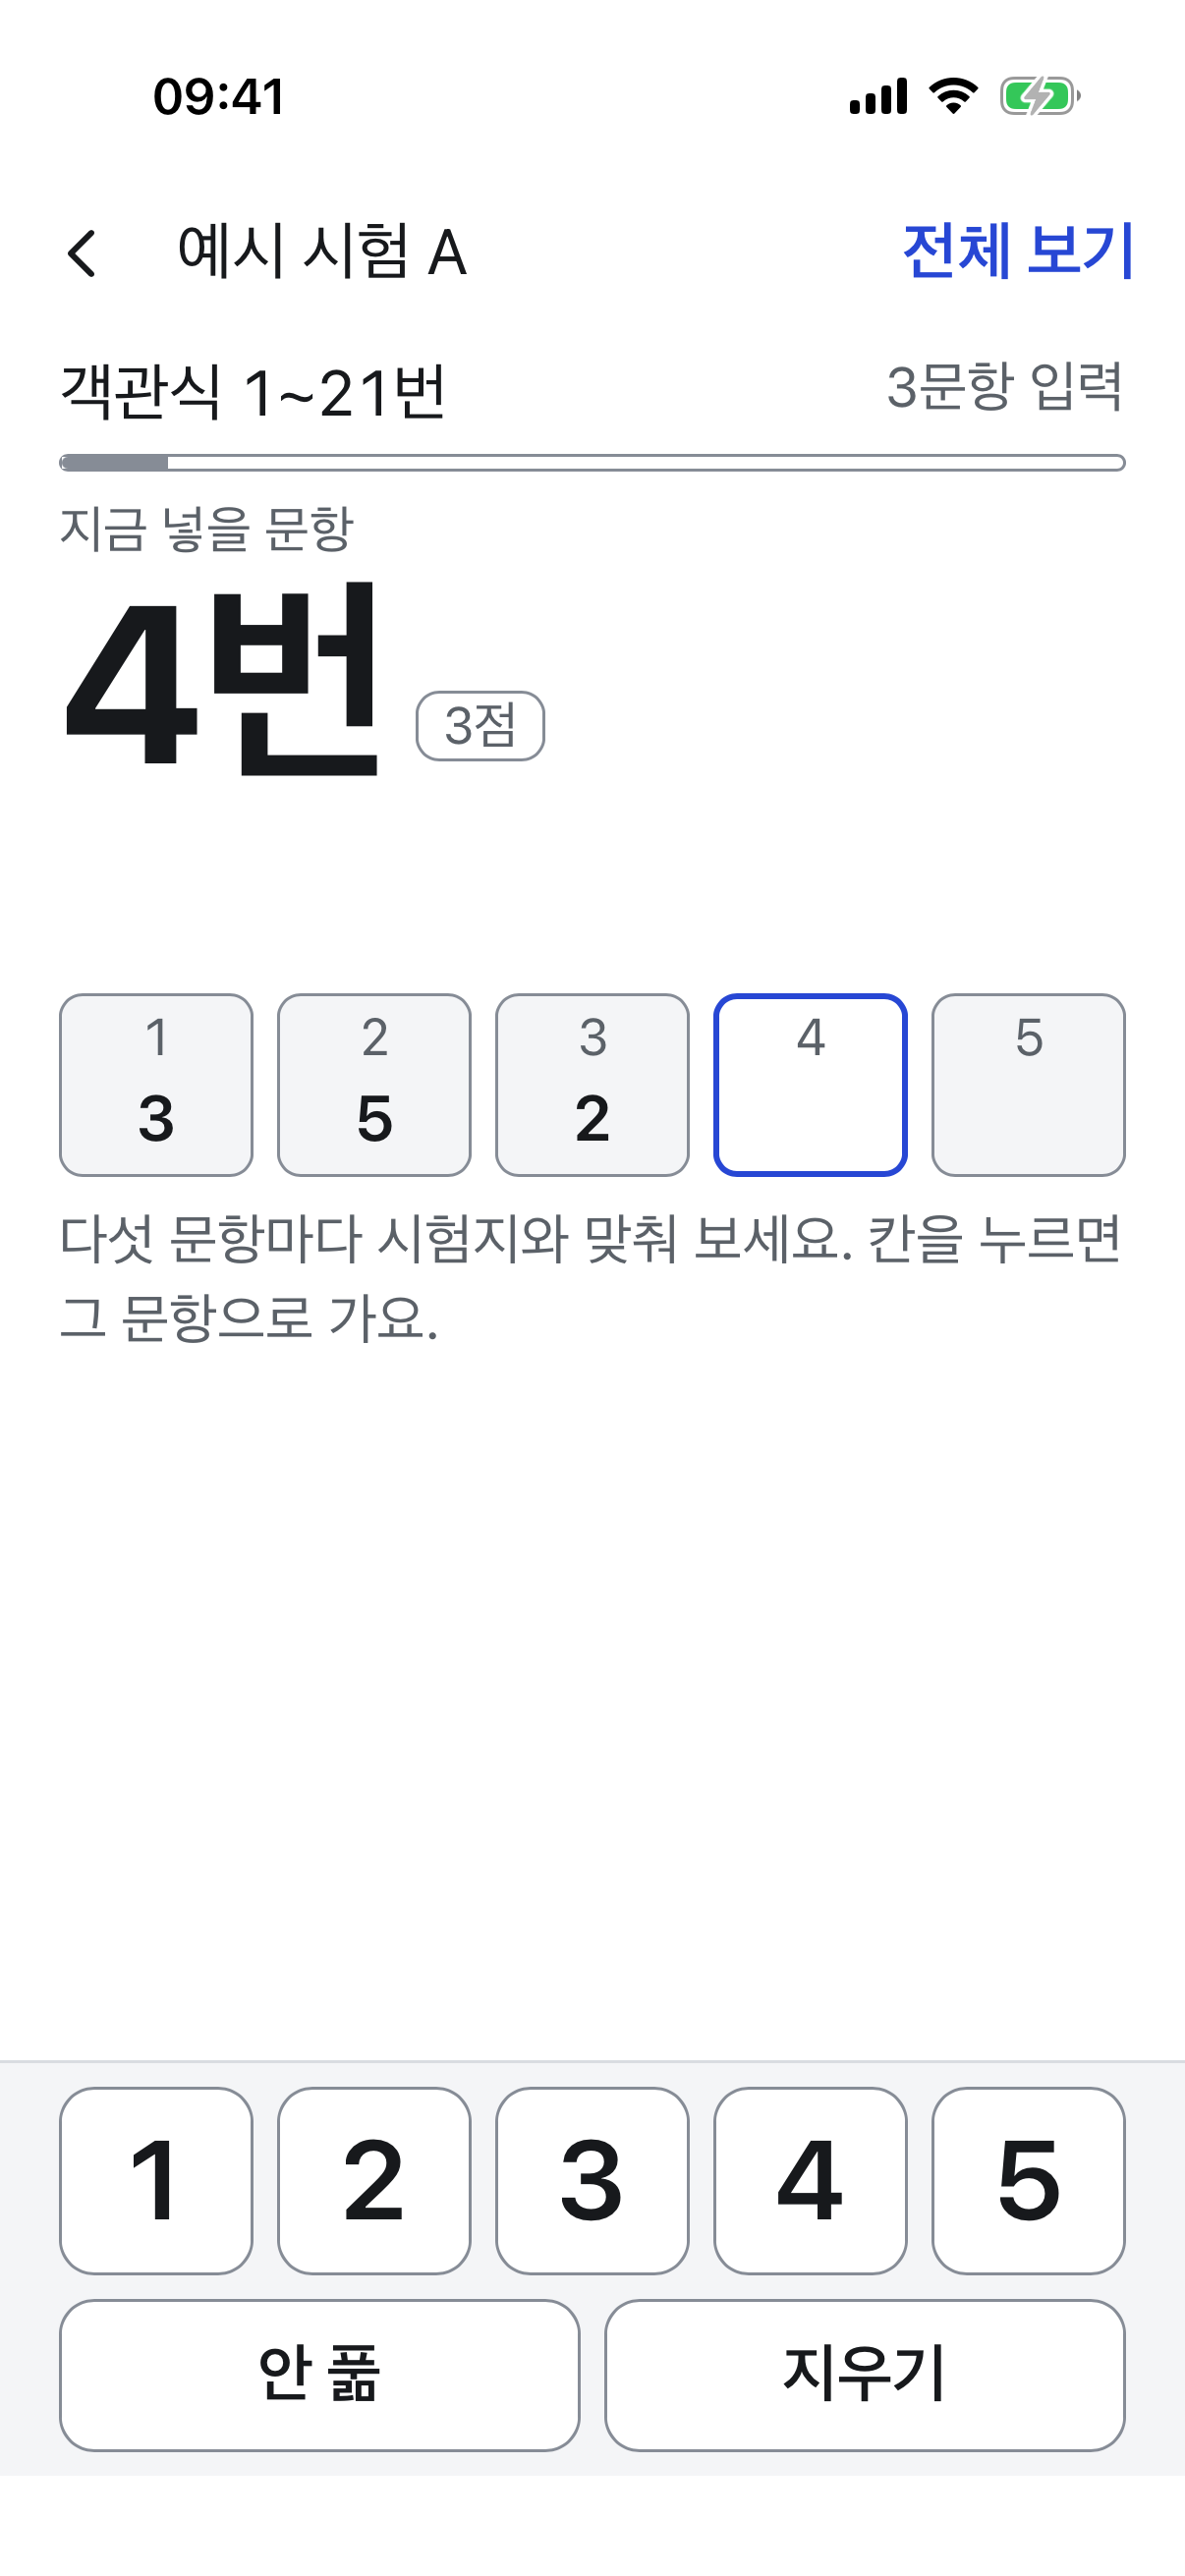 09:41
예시 시험 A
전체 보기
객관식 1~21번
3문항 입력
지금 넣을 문항
4번
3점
1 2 3 4 5
3 5 2
다섯 문항마다 시험지와 맞춰 보세요. 칸을 누르면
그 문항으로 가요.
1 2 3 4 5
안 풂 지우기